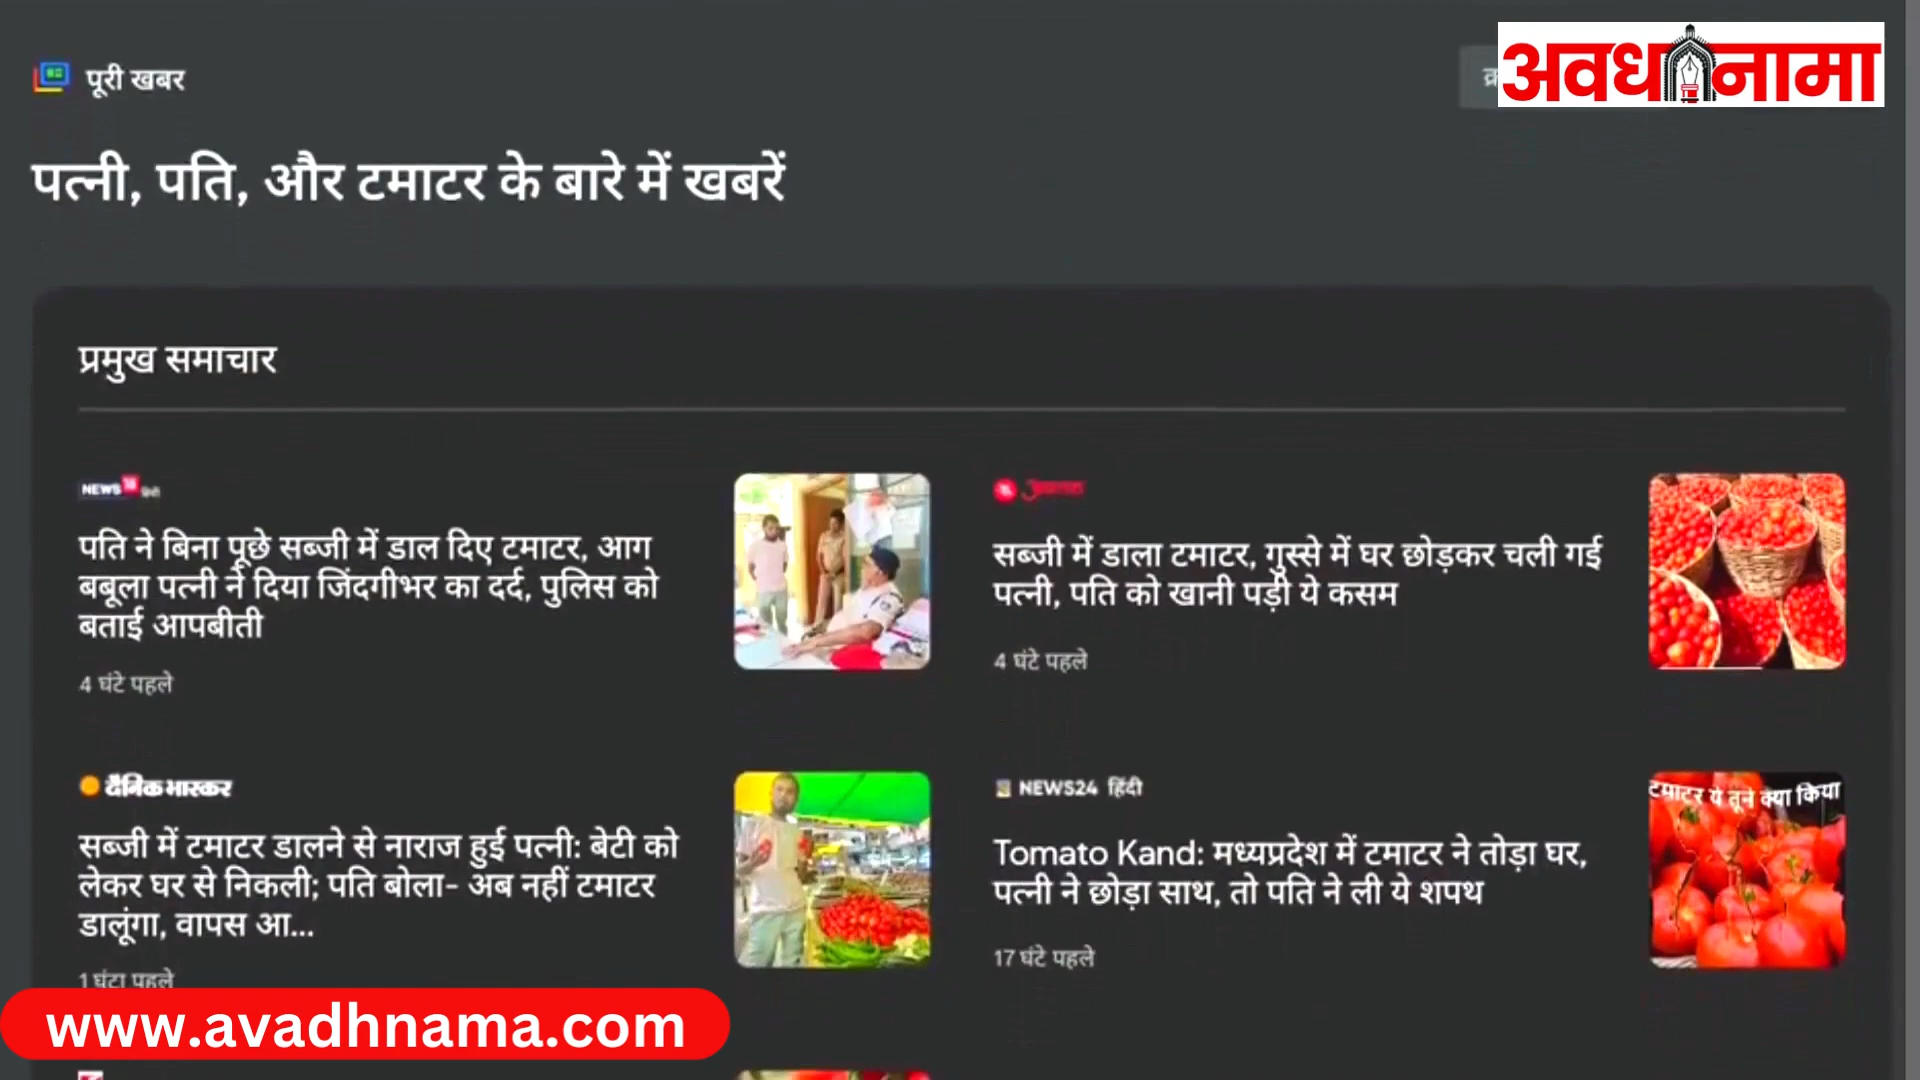 पूरी खबर
अवधनामा
पत्नी, पति, और टमाटर के बारे में खबरें
प्रमुख समाचार
NEWS18
पति ने बिना पूछे सब्जी में डाल दिए टमाटर, आग
बबूला पत्नी ने दिया जिंदगीभर का दर्द, पुलिस को
बताई आपबीती
4 घंटे पहले
सब्जी में डाला टमाटर, गुस्से में घर छोड़कर चली गई
पत्नी, पति को खानी पड़ी ये कसम
4 घंटे पहले
दैनिक भास्कर
सब्जी में टमाटर डालने से नाराज हुई पत्नी: बेटी को
लेकर घर से निकली; पति बोला- अब नहीं टमाटर
डालूंगा, वापस आ...
1 घंटा पहले
NEWS24 हिंदी
Tomato Kand: मध्यप्रदेश में टमाटर ने तोड़ा घर,
पत्नी ने छोड़ा साथ, तो पति ने ली ये शपथ
17 घंटे पहले
टमाटर ये तूने क्या किया
www.avadhnama.com